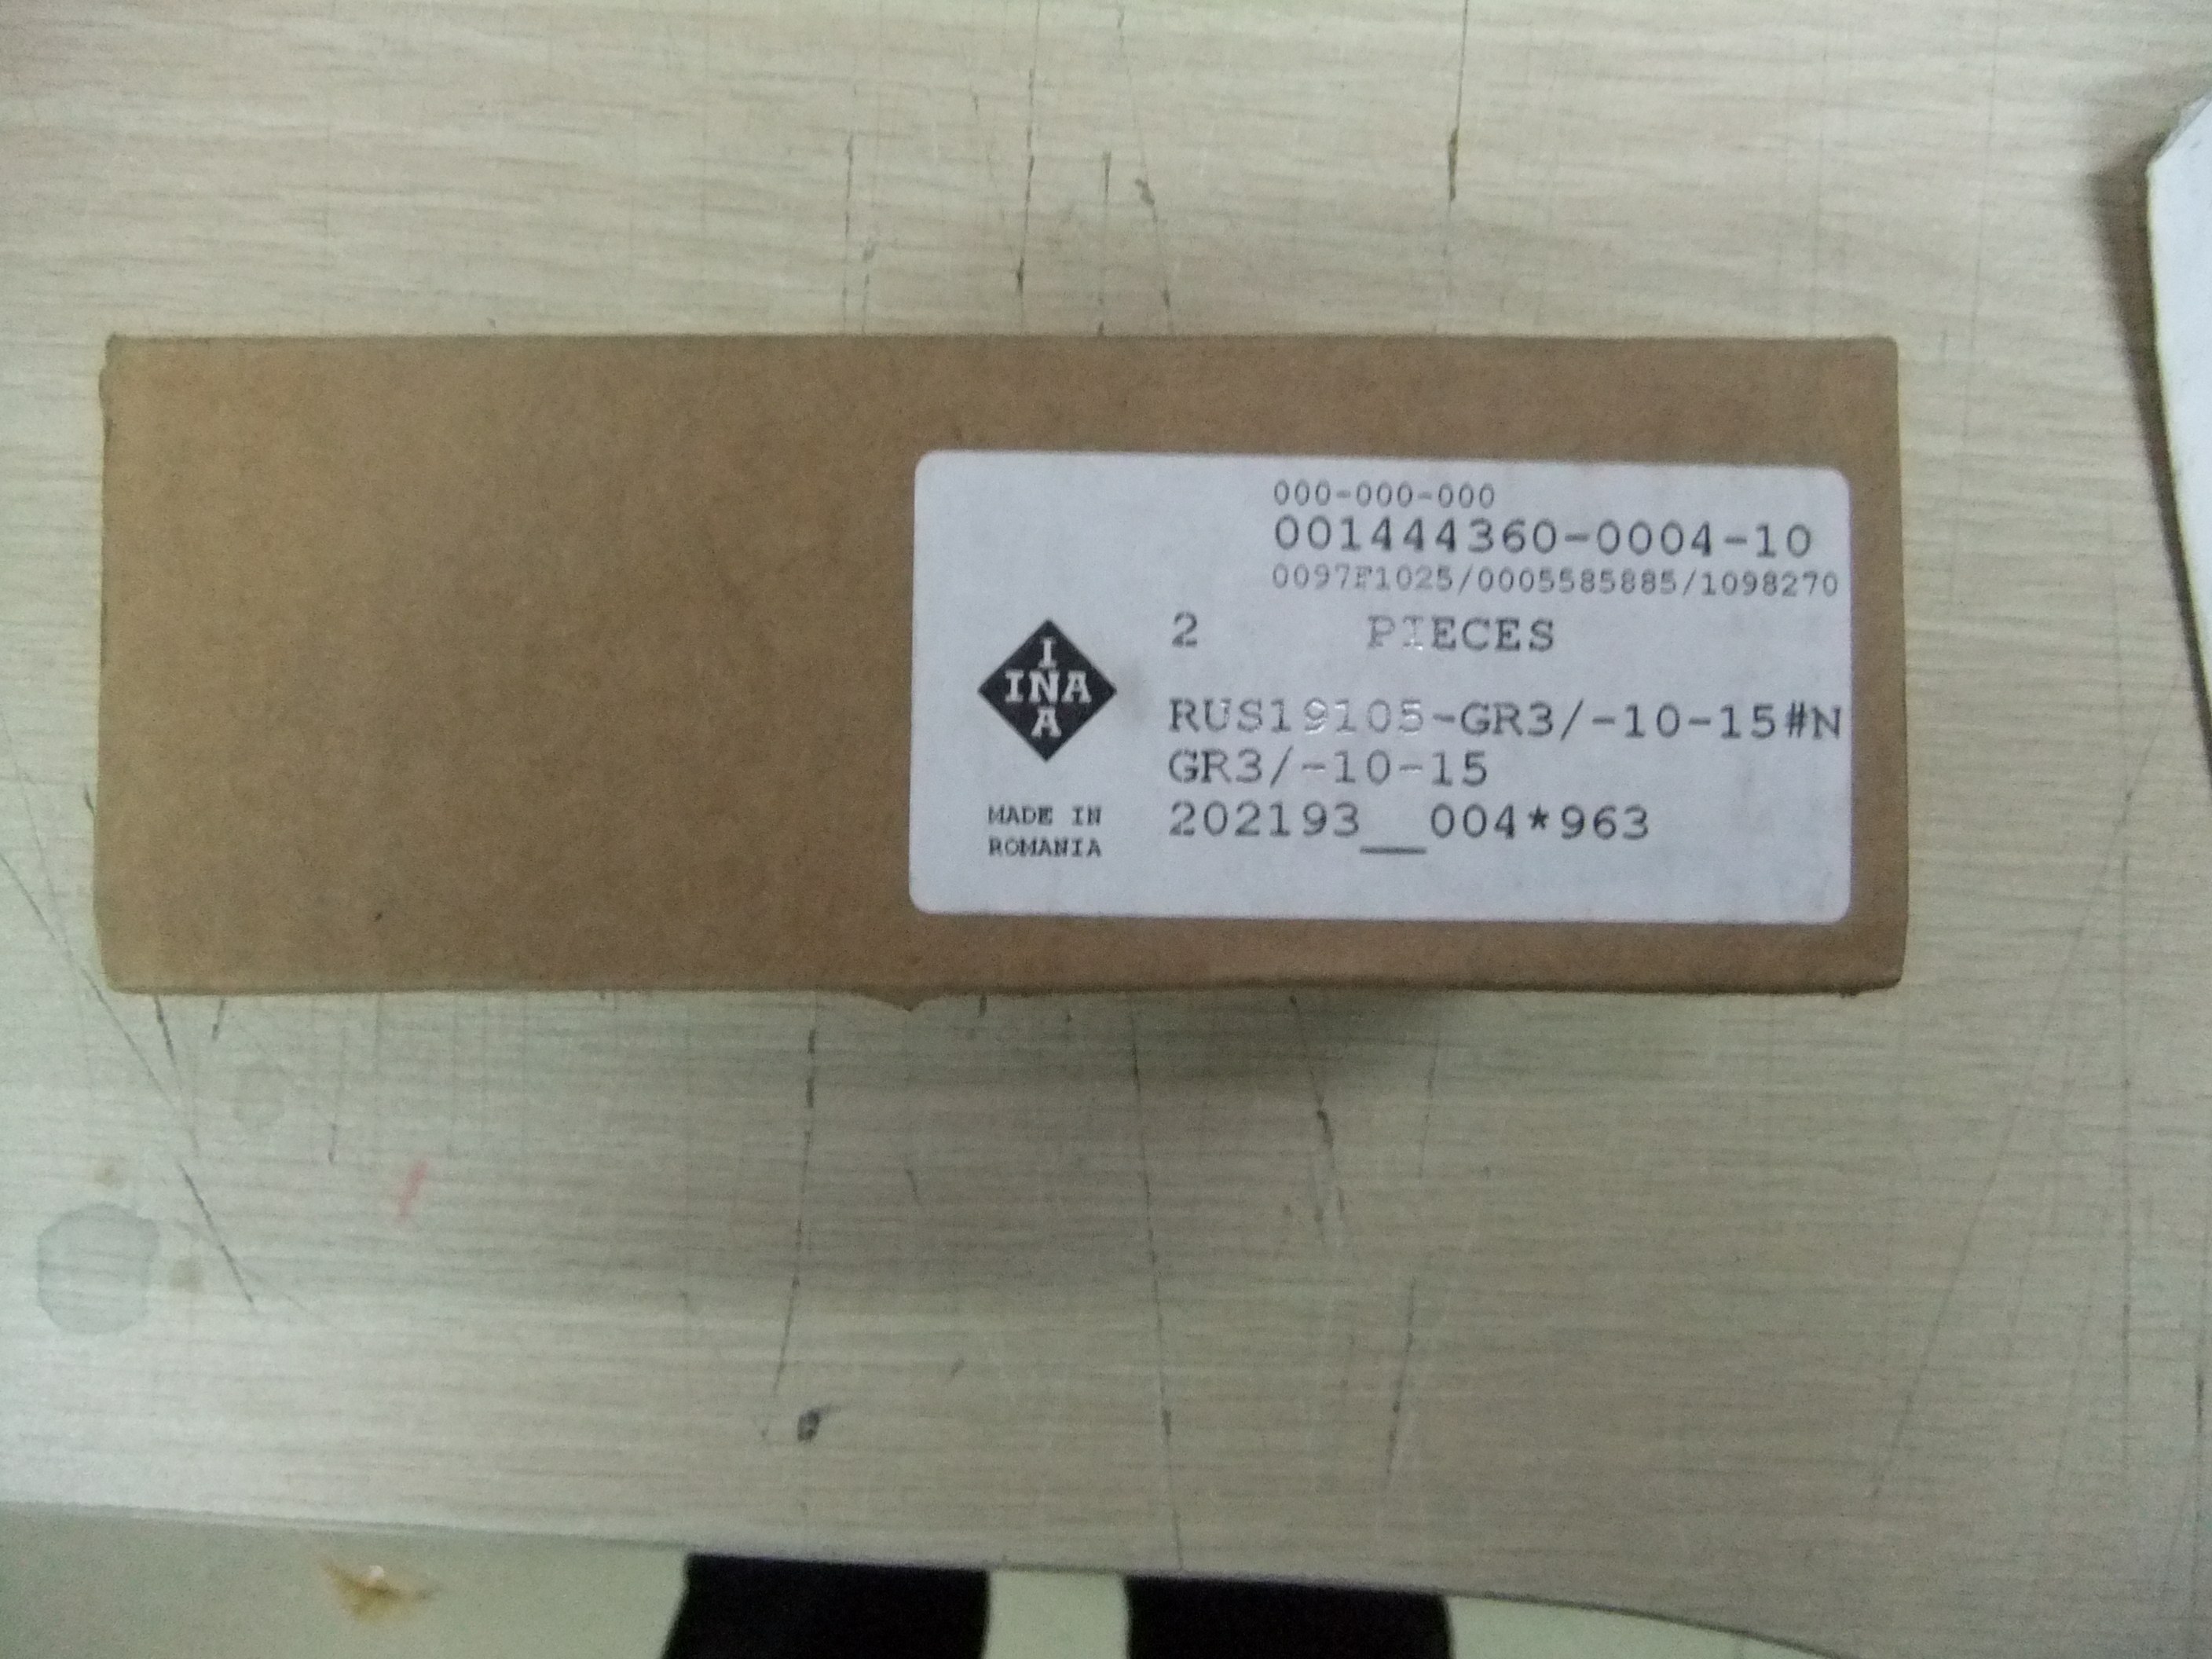 000-000-000
001444360-0004-10
0097F1025/0005585885/1098270
2 PIECES
I
INA
A
RUS19105-GR3/-10-15#N
GR3/-10-15
202193__004*963
MADE IN
ROMANIA